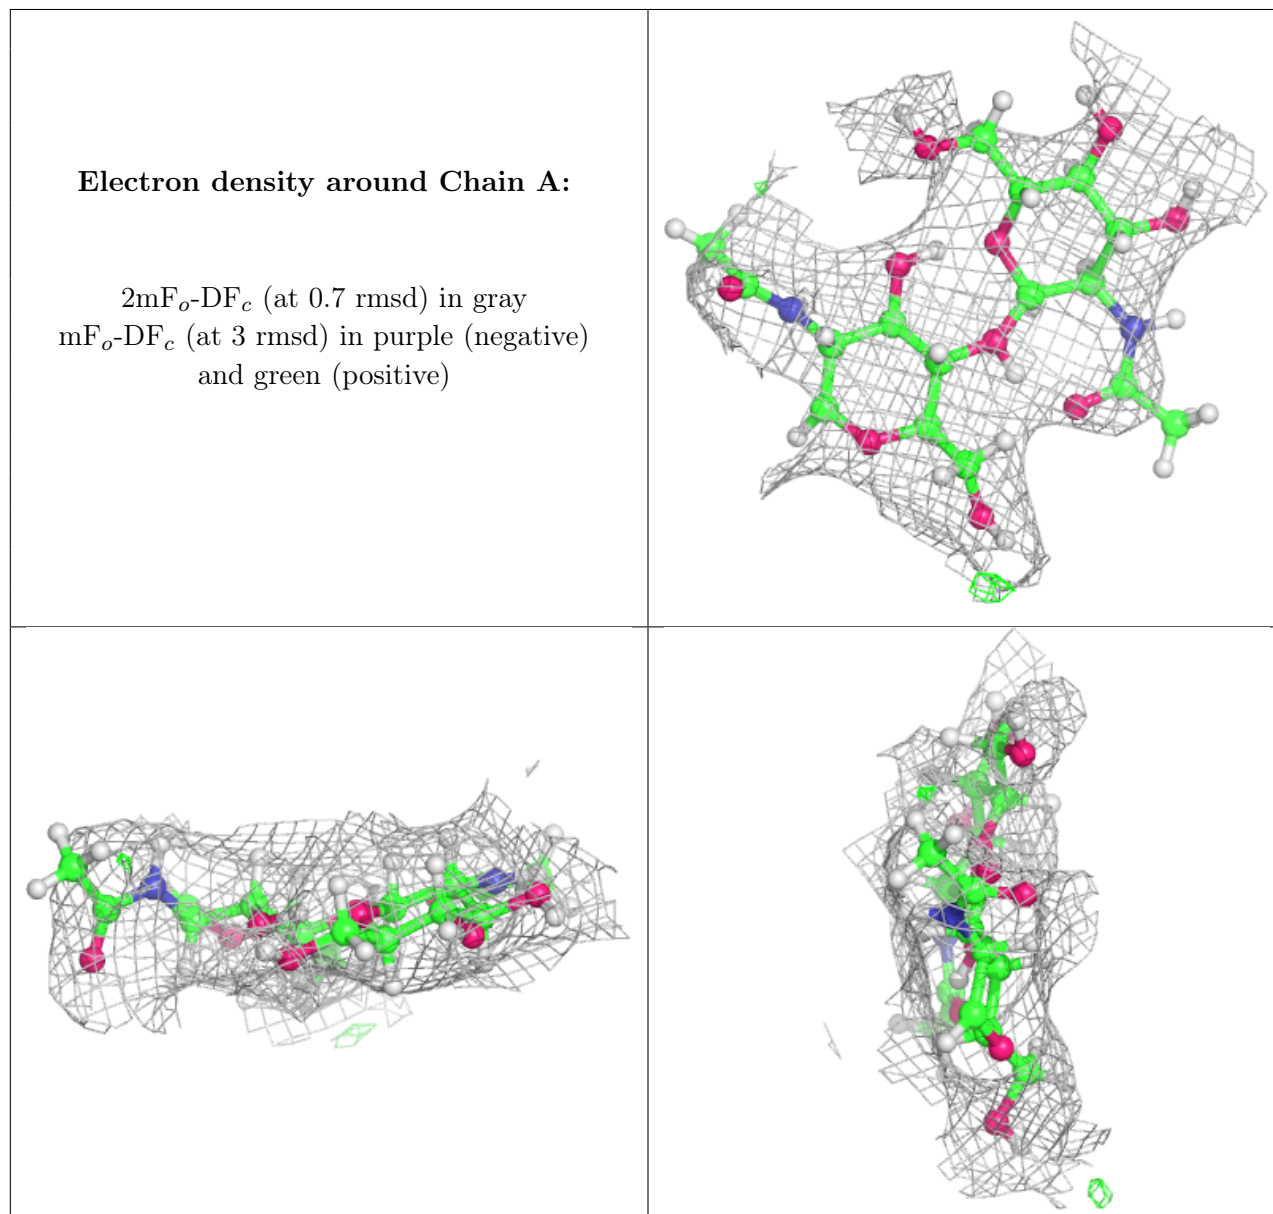 Electron density around Chain A:
2mFₒ-DF𝒸 (at 0.7 rmsd) in gray
mFₒ-DF𝒸 (at 3 rmsd) in purple (negative)
and green (positive)